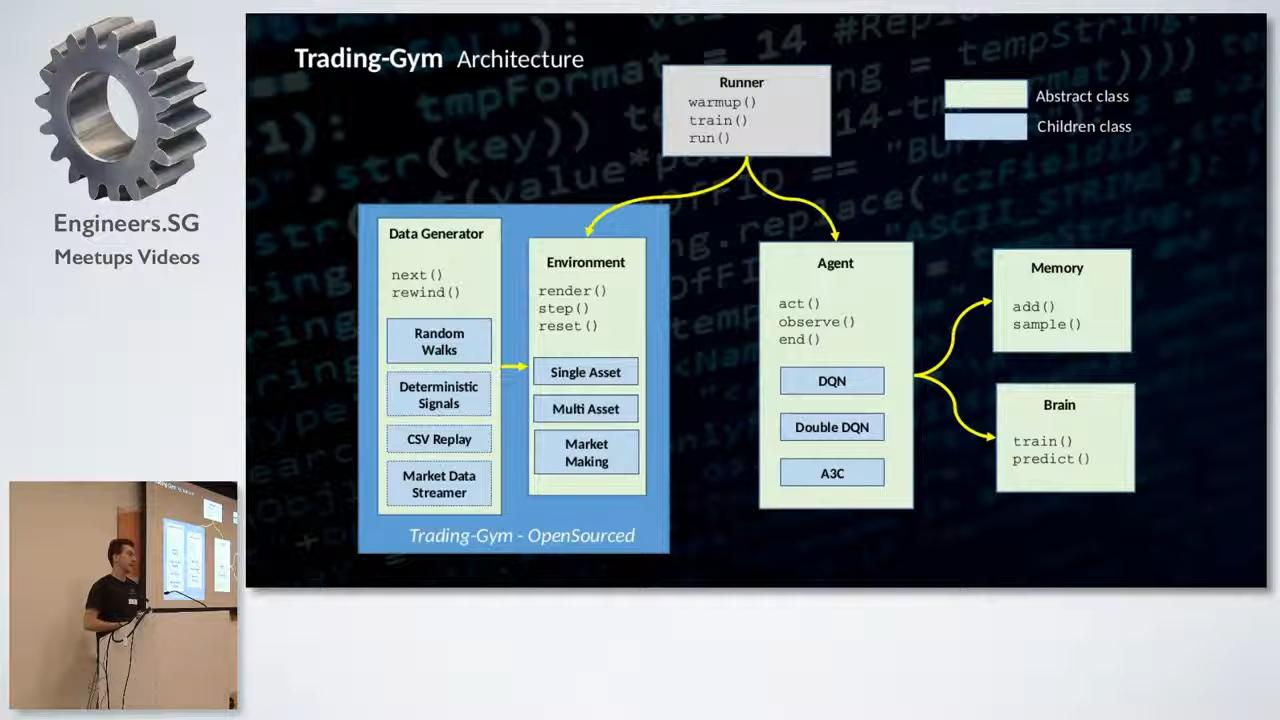 Engineers.SG
Meetups Videos
Trading-Gym Architecture
Runner
warmup()
train()
run()
Abstract class
Children class
Data Generator
next()
rewind()
Random
Walks
Deterministic
Signals
CSV Replay
Market Data
Streamer
Environment
render()
step()
reset()
Single Asset
Multi Asset
Market
Making
Trading-Gym - OpenSourced
Agent
act()
observe()
end()
DQN
Double DQN
A3C
Memory
add()
sample()
Brain
train()
predict()